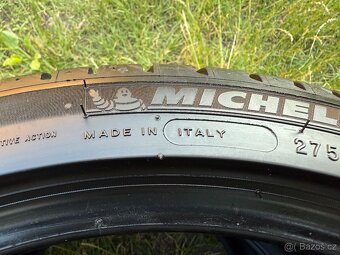 MICHEL
TIVE ACTION MADE IN ITALY 275
Bazos.cz